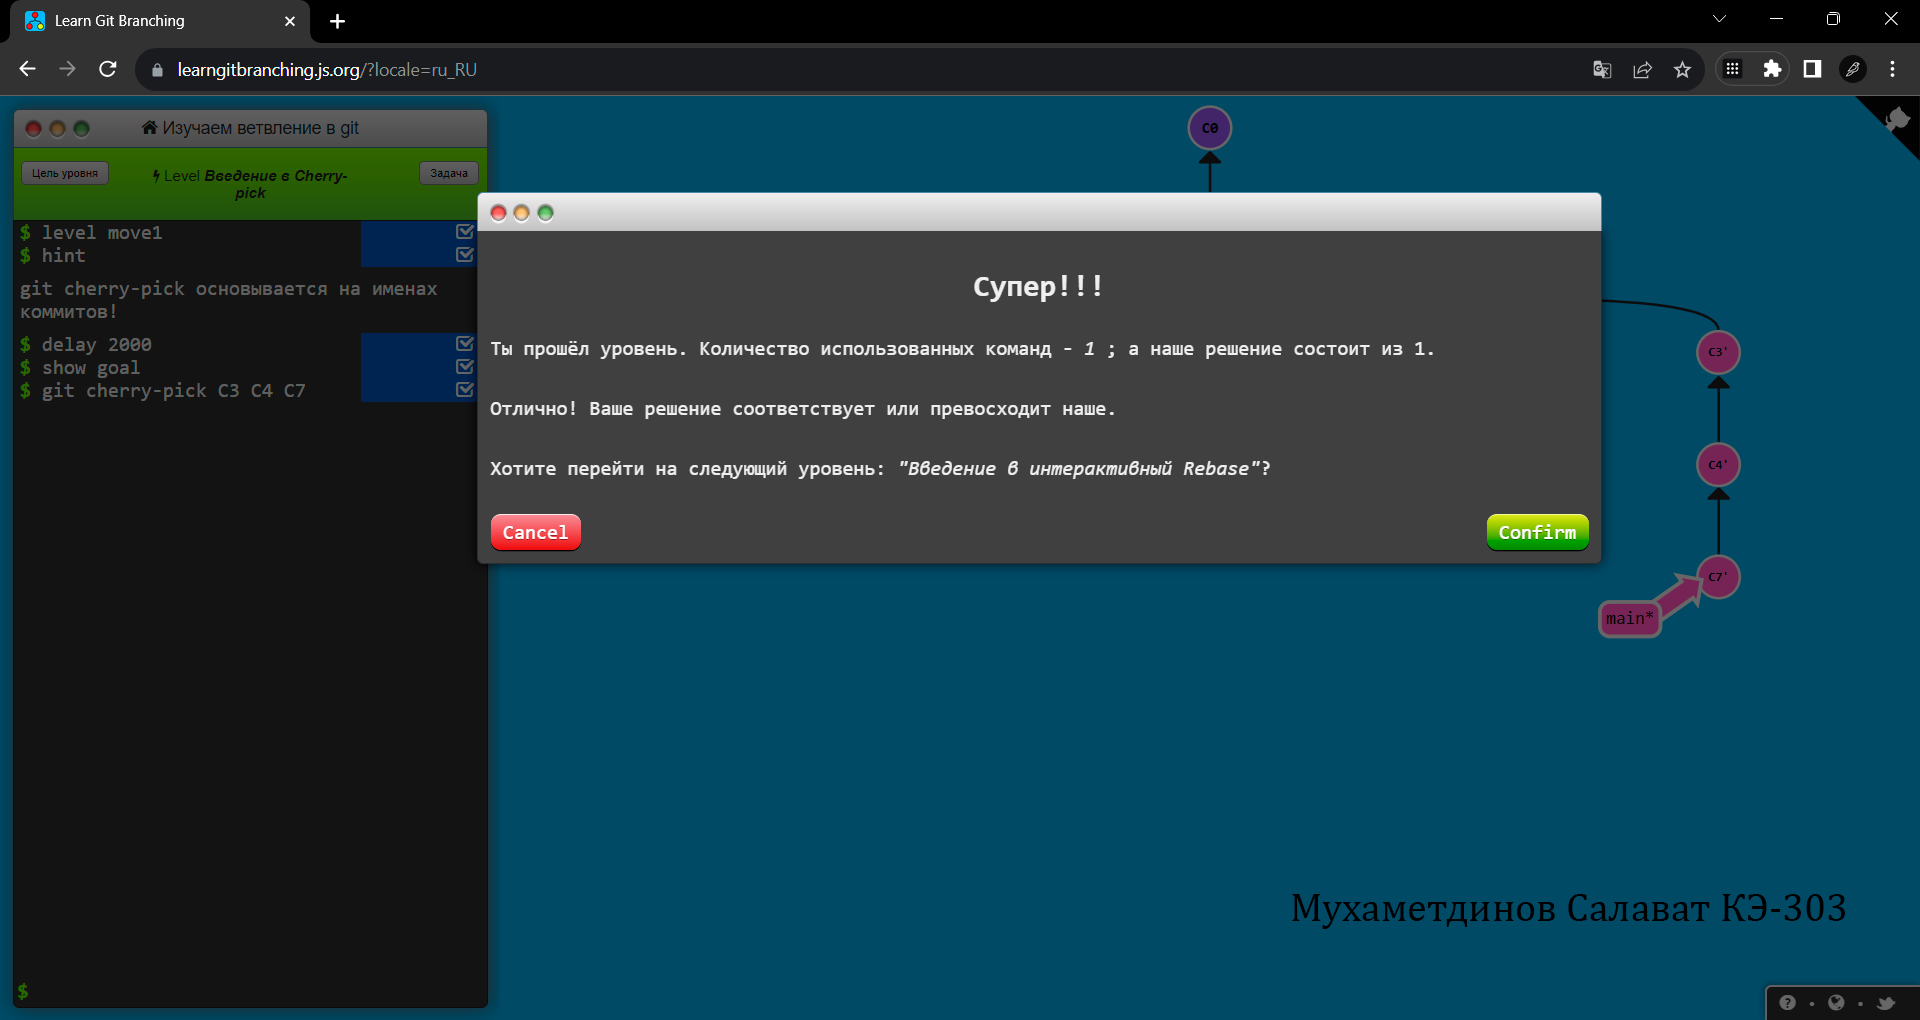 Learn Git Branching
learngitbranching.js.org/?locale=ru_RU
Изучаем ветвление в git
Цель уровня
Level Введение в Cherry-
pick
Задача
$ level move1
$ hint
git cherry-pick основывается на именах
коммитов!
$ delay 2000
$ show goal
$ git cherry-pick C3 C4 C7
$
C0
Супер!!!
Ты прошёл уровень. Количество использованных команд - 1 ; а наше решение состоит из 1.
Отлично! Ваше решение соответствует или превосходит наше.
Хотите перейти на следующий уровень: "Введение в интерактивный Rebase"?
Cancel
Confirm
C3'
C4'
C7'
main*
Мухаметдинов Салават КЭ-303